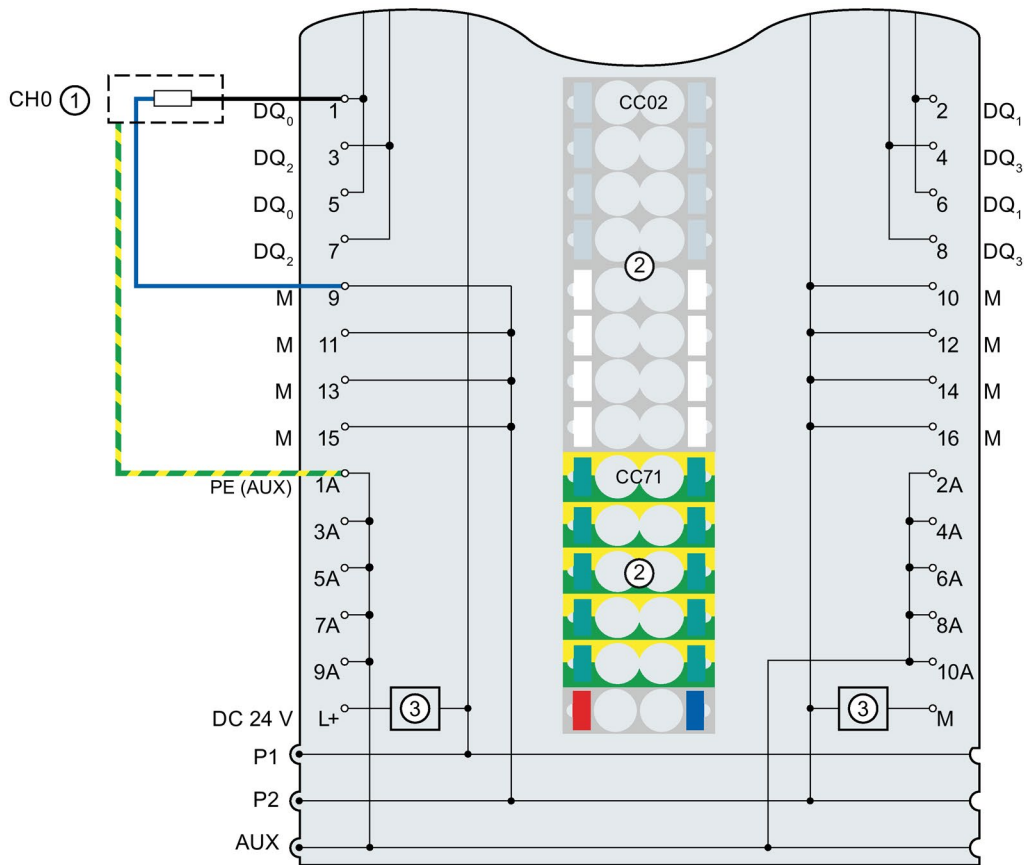 CH0 ①
DQ0 1
CC02
2 DQ1
DQ2 3
4 DQ3
DQ0 5
6 DQ1
DQ2 7
8 DQ3
②
M 9
10 M
M 11
12 M
M 13
14 M
M 15
16 M
PE (AUX) 1A
CC71
2A
3A
4A
5A
②
6A
7A
8A
9A
10A
DC 24 V L+ ③
③ M
P1
P2
AUX